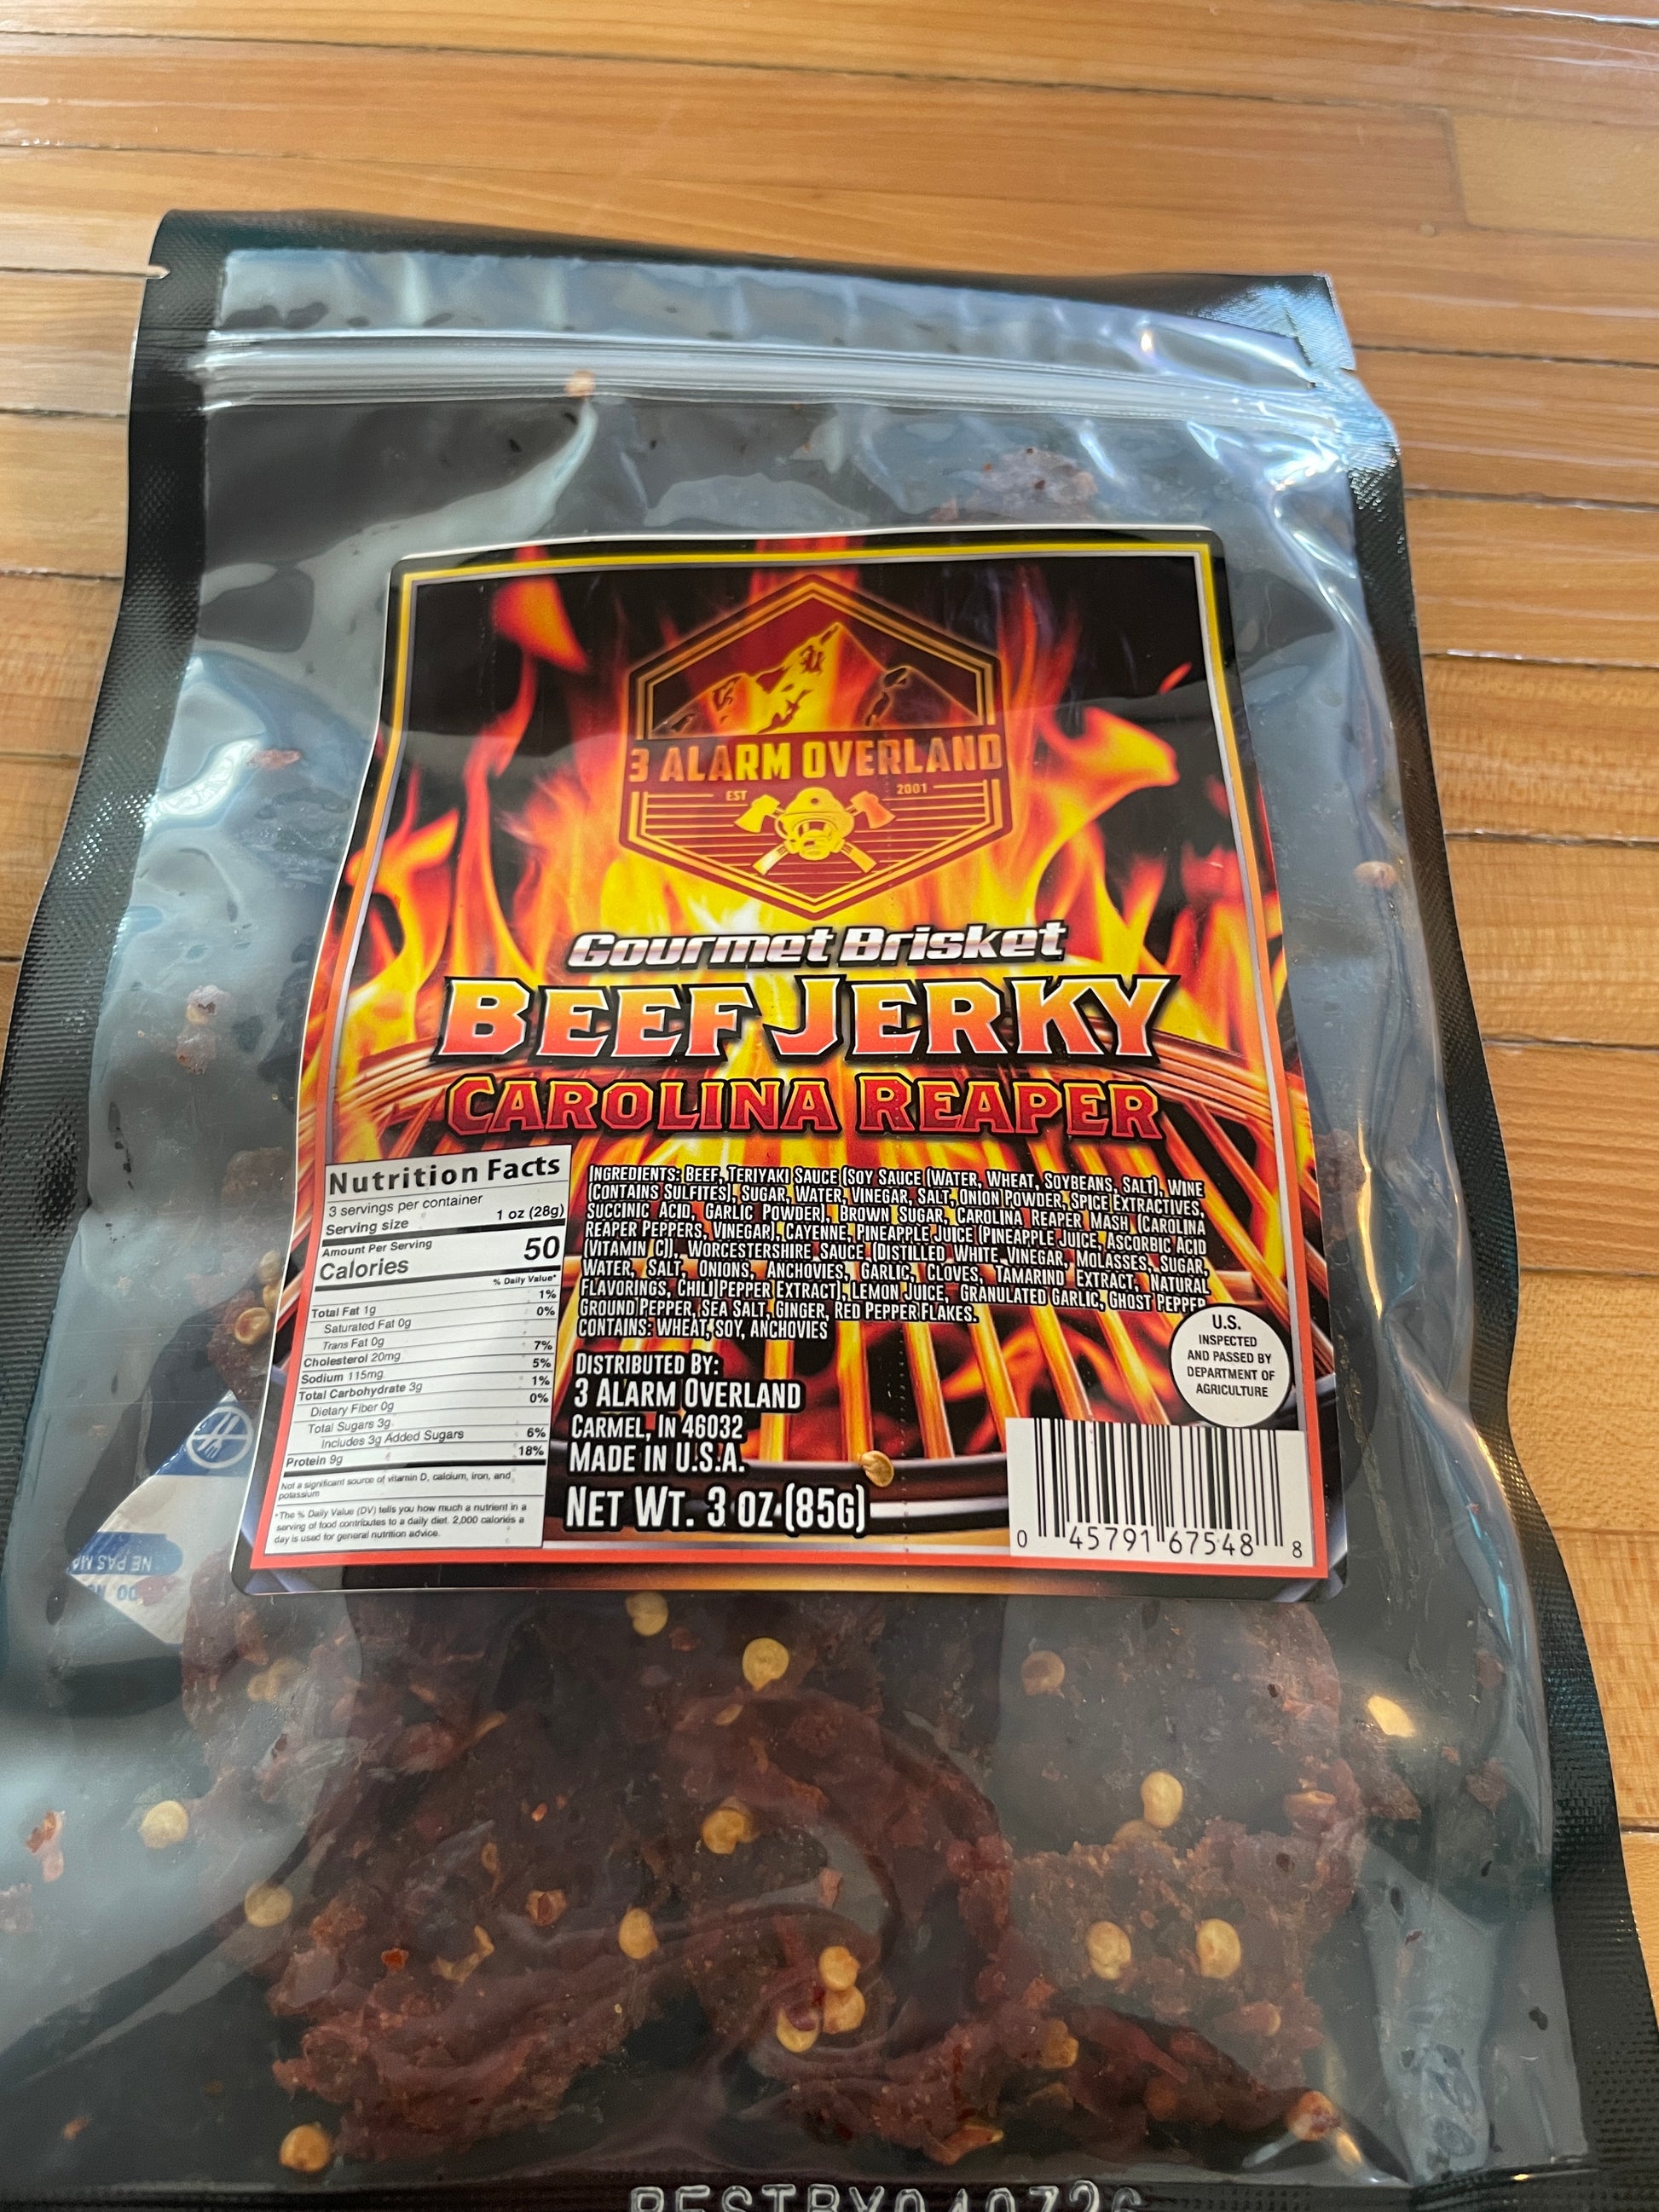 3 ALARM OVERLAND
EST 2001
Gourmet Brisket
BEEF JERKY
CAROLINA REAPER
Nutrition Facts
3 servings per container
Serving size 1 oz (28g)
Amount Per Serving
Calories 50
% Daily Value*
Total Fat 1g 1%
Saturated Fat 0g 0%
Trans Fat 0g
Cholesterol 20mg 7%
Sodium 115mg 5%
Total Carbohydrate 3g 1%
Dietary Fiber 0g 0%
Total Sugars 3g
Includes 3g Added Sugars 6%
Protein 9g 18%
Not a significant source of vitamin D, calcium, iron, and
potassium
*The % Daily Value (DV) tells you how much a nutrient in a
serving of food contributes to a daily diet. 2,000 calories a
day is used for general nutrition advice.
INGREDIENTS: BEEF, TERIYAKI SAUCE (SOY SAUCE (WATER, WHEAT, SOYBEANS, SALT), WINE
(CONTAINS SULFITES), SUGAR, WATER, VINEGAR, SALT, ONION POWDER, SPICE EXTRACTIVES,
SUCCINIC ACID, GARLIC POWDER), BROWN SUGAR, CAROLINA REAPER MASH (CAROLINA
REAPER PEPPERS, VINEGAR), CAYENNE, PINEAPPLE JUICE (PINEAPPLE JUICE, ASCORBIC ACID
(VITAMIN C)), WORCESTERSHIRE SAUCE (DISTILLED WHITE VINEGAR, MOLASSES, SUGAR,
WATER, SALT, ONIONS, ANCHOVIES, GARLIC, CLOVES, TAMARIND EXTRACT, NATURAL
FLAVORINGS, CHILI PEPPER EXTRACT), LEMON JUICE, GRANULATED GARLIC, GHOST PEPPER,
GROUND PEPPER, SEA SALT, GINGER, RED PEPPER FLAKES.
CONTAINS: WHEAT, SOY, ANCHOVIES
DISTRIBUTED BY:
3 ALARM OVERLAND
CARMEL, IN 46032
MADE IN U.S.A.
NET WT. 3 OZ (85G)
U.S.
INSPECTED
AND PASSED BY
DEPARTMENT OF
AGRICULTURE
0 45791 67548 8
NE PAS
DO
BESTBY040726